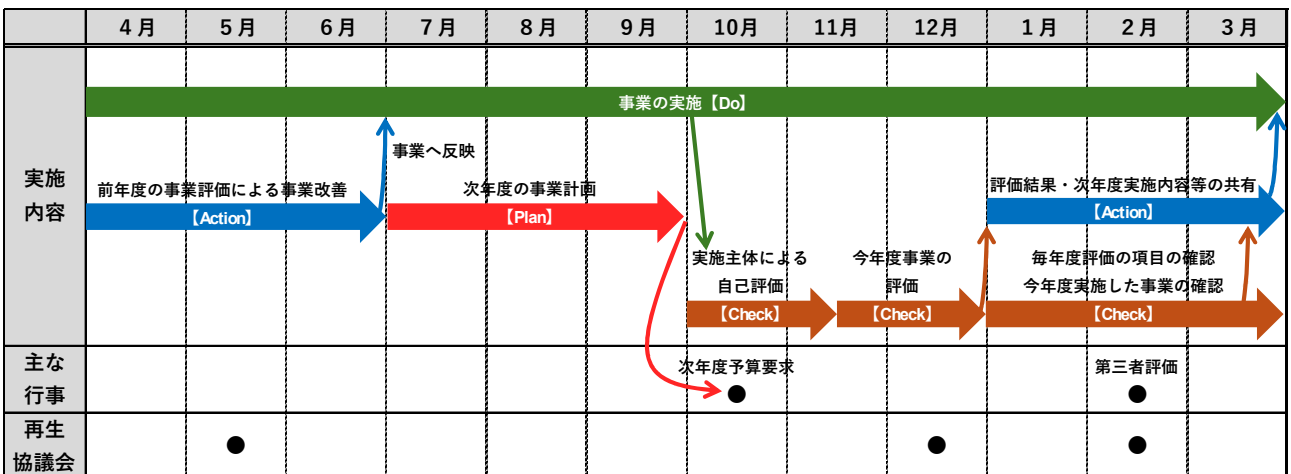 4月 5月 6月 7月 8月 9月 10月 11月 12月 1月 2月 3月
実施
内容
事業の実施【Do】
事業へ反映
前年度の事業評価による事業改善
【Action】
次年度の事業計画
【Plan】
評価結果・次年度実施内容等の共有
【Action】
実施主体による
自己評価
【Check】
今年度事業の
評価
【Check】
毎年度評価の項目の確認
今年度実施した事業の確認
【Check】
主な
行事
次年度予算要求
第三者評価
再生
協議会